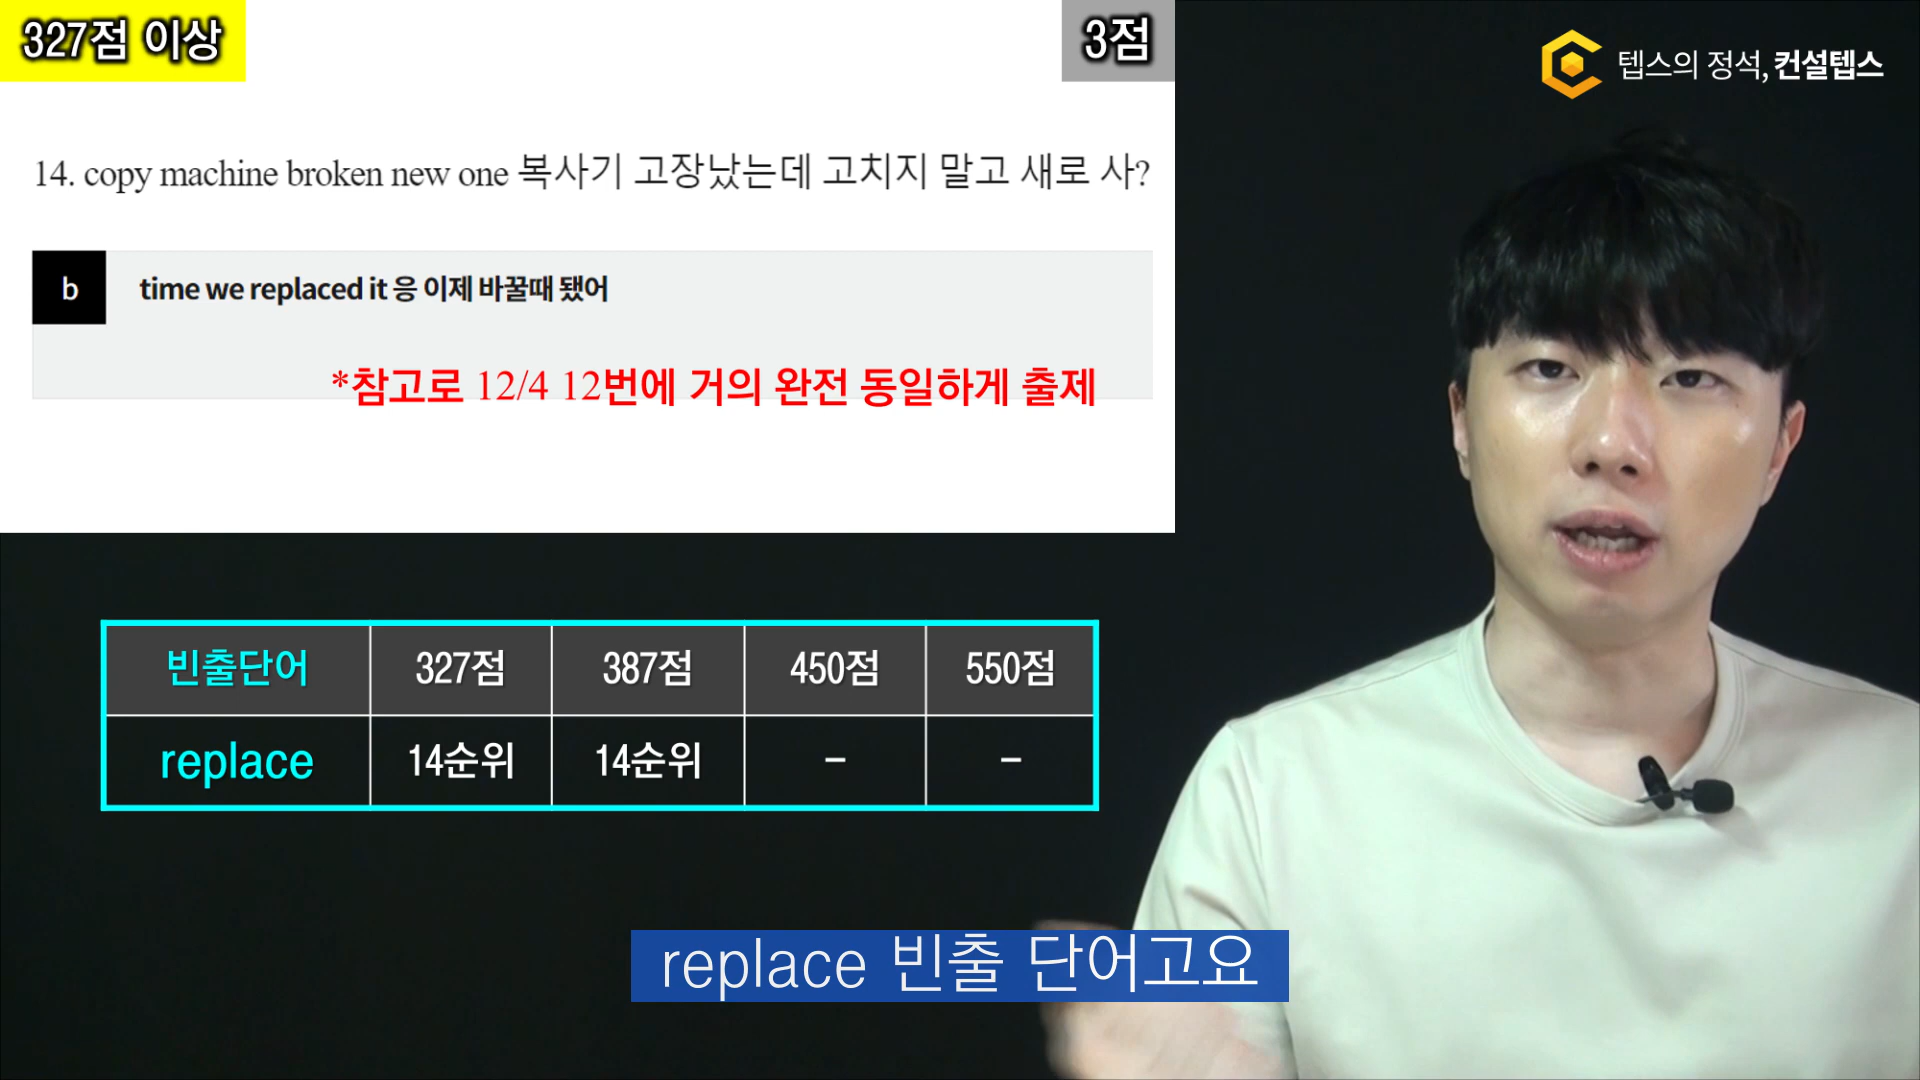 327점 이상
3점
텝스의 정석, 컨설텝스
14. copy machine broken new one 복사기 고장났는데 고치지 말고 새로 사?
b
time we replaced it 응 이제 바꿀때 됐어
*참고로 12/4 12번에 거의 완전 동일하게 출제
빈출단어 327점 387점 450점 550점
replace 14순위 14순위 - -
replace 빈출 단어고요